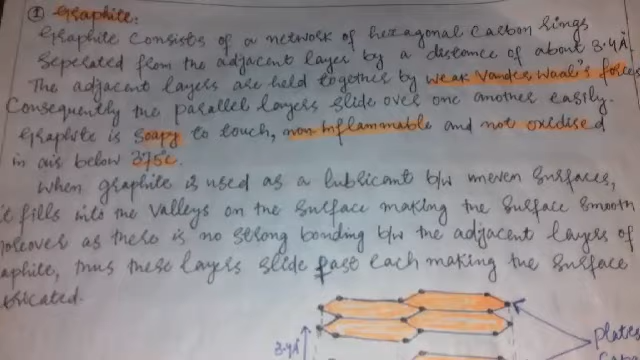 ① Graphite:
Graphite consists of a network of hexagonal carbon rings
Seperated from the adjacent layer by a distance of about 3.4A
The adjacent layers are held together by weak Vander Waal's forces
Consequently the parallel layers slide over one another easily.
Graphite is soapy to touch, non inflammable and not oxidised
in air below 375c.
When graphite is used as a lubricant b/w uneven surfaces,
it fills into the valleys on the surface making the surface smooth
moreover as there is no strong bonding b/w the adjacent layers of
aphite, thus these layers slide past each making the surface
ricated.
3.4A
plates